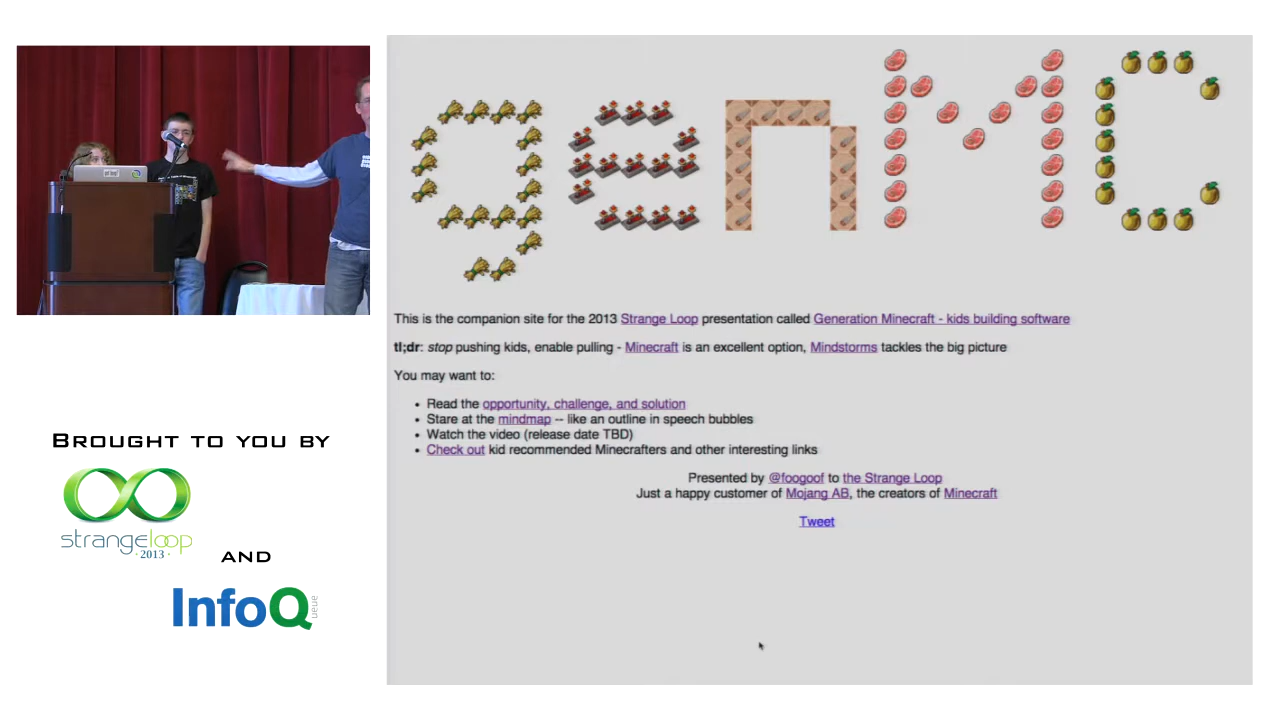 genMC
This is the companion site for the 2013 Strange Loop presentation called Generation Minecraft - kids building software
tl;dr: stop pushing kids, enable pulling - Minecraft is an excellent option, Mindstorms tackles the big picture
You may want to:
• Read the opportunity, challenge, and solution
• Stare at the mindmap -- like an outline in speech bubbles
• Watch the video (release date TBD)
• Check out kid recommended Minecrafters and other interesting links
Presented by @foogoof to the Strange Loop
Just a happy customer of Mojang AB, the creators of Minecraft
Tweet
BROUGHT TO YOU BY
strangeloop
· 2013 ·
AND
InfoQ